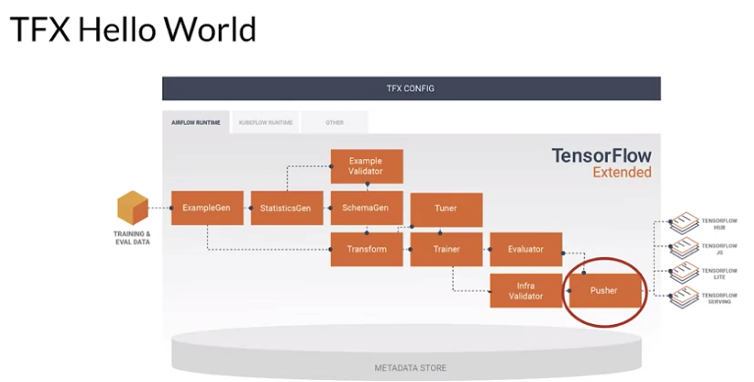 TFX Hello World
TFX CONFIG
AIRFLOW RUNTIME
KUBEFLOW RUNTIME
OTHER
TensorFlow
Extended
Example
Validator
ExampleGen
StatisticsGen
SchemaGen
Tuner
TRAINING &
EVAL DATA
Transform
Trainer
Evaluator
Infra
Validator
Pusher
TENSORFLOW
HUB
TENSORFLOW
JS
TENSORFLOW
LITE
TENSORFLOW
SERVING
METADATA STORE